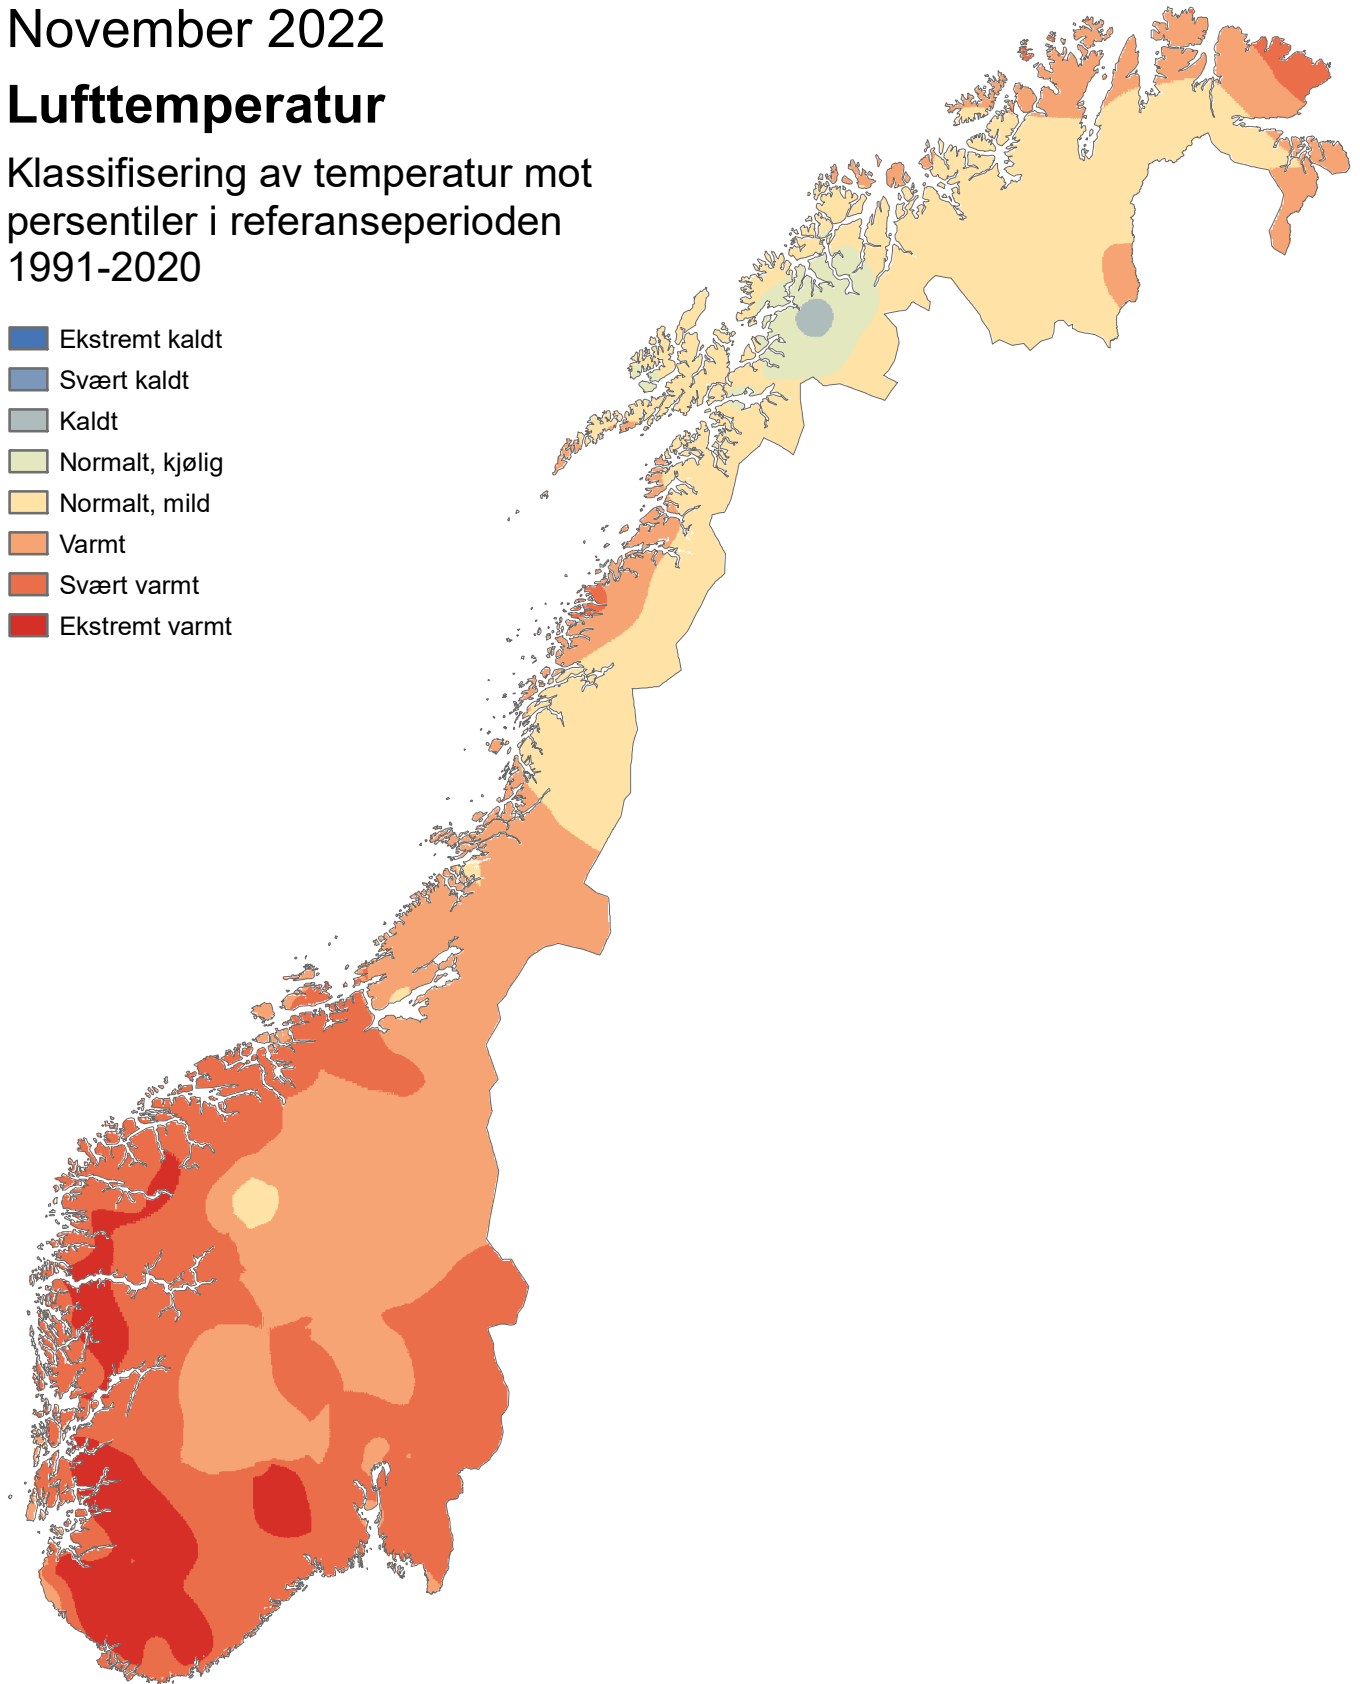 November 2022
Lufttemperatur
Klassifisering av temperatur mot
persentiler i referanseperioden
1991-2020
Ekstremt kaldt
Svært kaldt
Kaldt
Normalt, kjølig
Normalt, mild
Varmt
Svært varmt
Ekstremt varmt